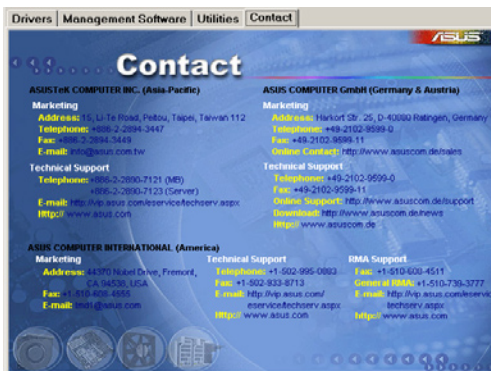 Drivers Management Software Utilities Contact
ASUS
Contact
ASUSTeK COMPUTER INC. (Asia-Pacific)
Marketing
Address: 15, Li-Te Road, Peitou, Taipei, Taiwan 112
Telephone: +886-2-2894-3447
Fax: +886-2-2894-3449
E-mail: info@asus.com.tw
Technical Support
Telephone: +886-2-2890-7121 (MB)
+886-2-2890-7123 (Server)
E-mail: http://vip.asus.com/eservice/techserv.aspx
Http:// www.asus.com
ASUS COMPUTER GmbH (Germany & Austria)
Marketing
Address: Harkort Str. 25, D-40880 Ratingen, Germany
Telephone: +49-2102-9599-0
Fax: +49-2102-9599-11
Online Contact: http://www.asuscom.de/sales
Technical Support
Telephone: +49-2102-9599-0
Fax: +49-2102-9599-11
Online Support: http://www.asuscom.de/support
Download: http://www.asuscom.de/news
Http:// www.asuscom.de
ASUS COMPUTER INTERNATIONAL (America)
Marketing
Address: 44370 Nobel Drive, Fremont,
CA 94538, USA
Fax: +1-510-608-4555
E-mail: @asus.com
Technical Support
Telephone: +1-502-995-0883
Fax: +1-502-933-8713
E-mail: http://vip.asus.com/
eservice/techserv.aspx
Http:// www.asus.com
RMA Support
Fax: +1-510-608-4511
General RMA: +1-510-739-3777
E-mail: http://vip.asus.com/eservic
techserv.aspx
Http:// www.asus.com